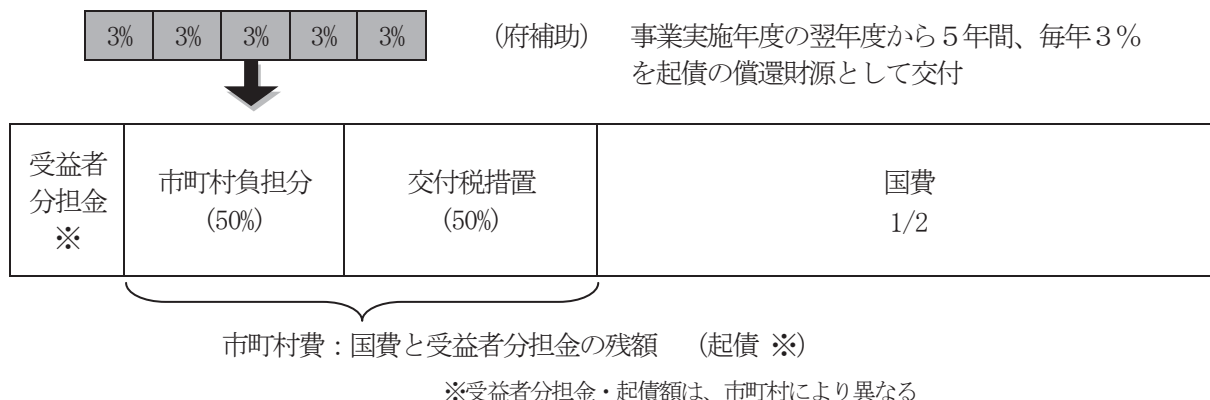 3% 3% 3% 3% 3%
(府補助) 事業実施年度の翌年度から5年間、毎年3%
を起債の償還財源として交付
受益者
分担金
※
市町村負担分
(50%)
交付税措置
(50%)
国費
1/2
市町村費:国費と受益者分担金の残額 (起債 ※)
※受益者分担金・起債額は、市町村により異なる